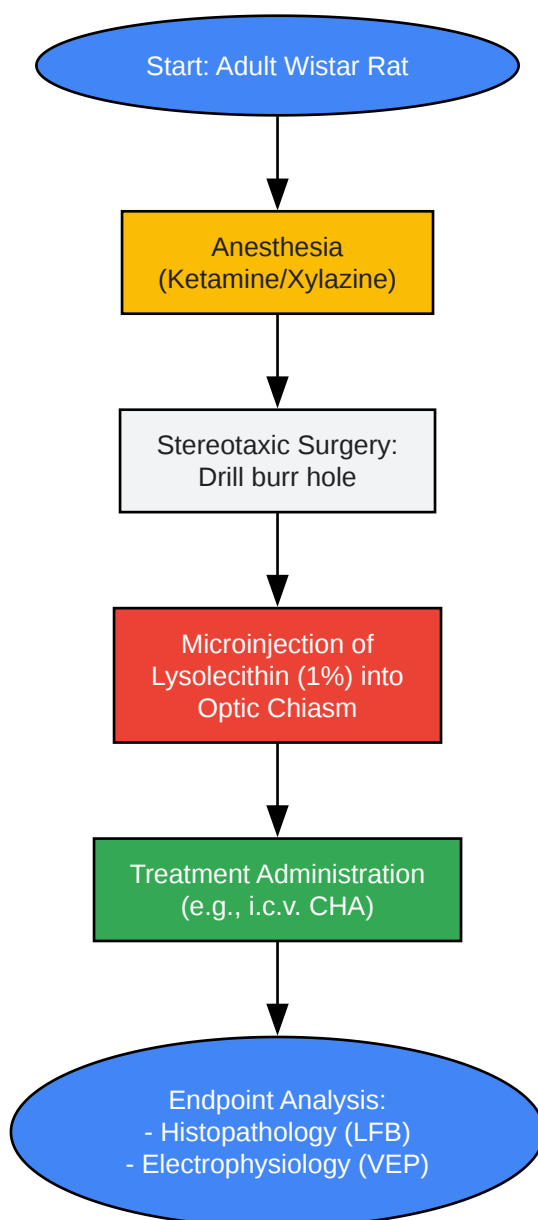 Start: Adult Wistar Rat
Anesthesia
(Ketamine/Xylazine)
Stereotaxic Surgery:
Drill burr hole
Microinjection of
Lysolecithin (1%) into
Optic Chiasm
Treatment Administration
(e.g., i.c.v. CHA)
Endpoint Analysis:
- Histopathology (LFB)
- Electrophysiology (VEP)